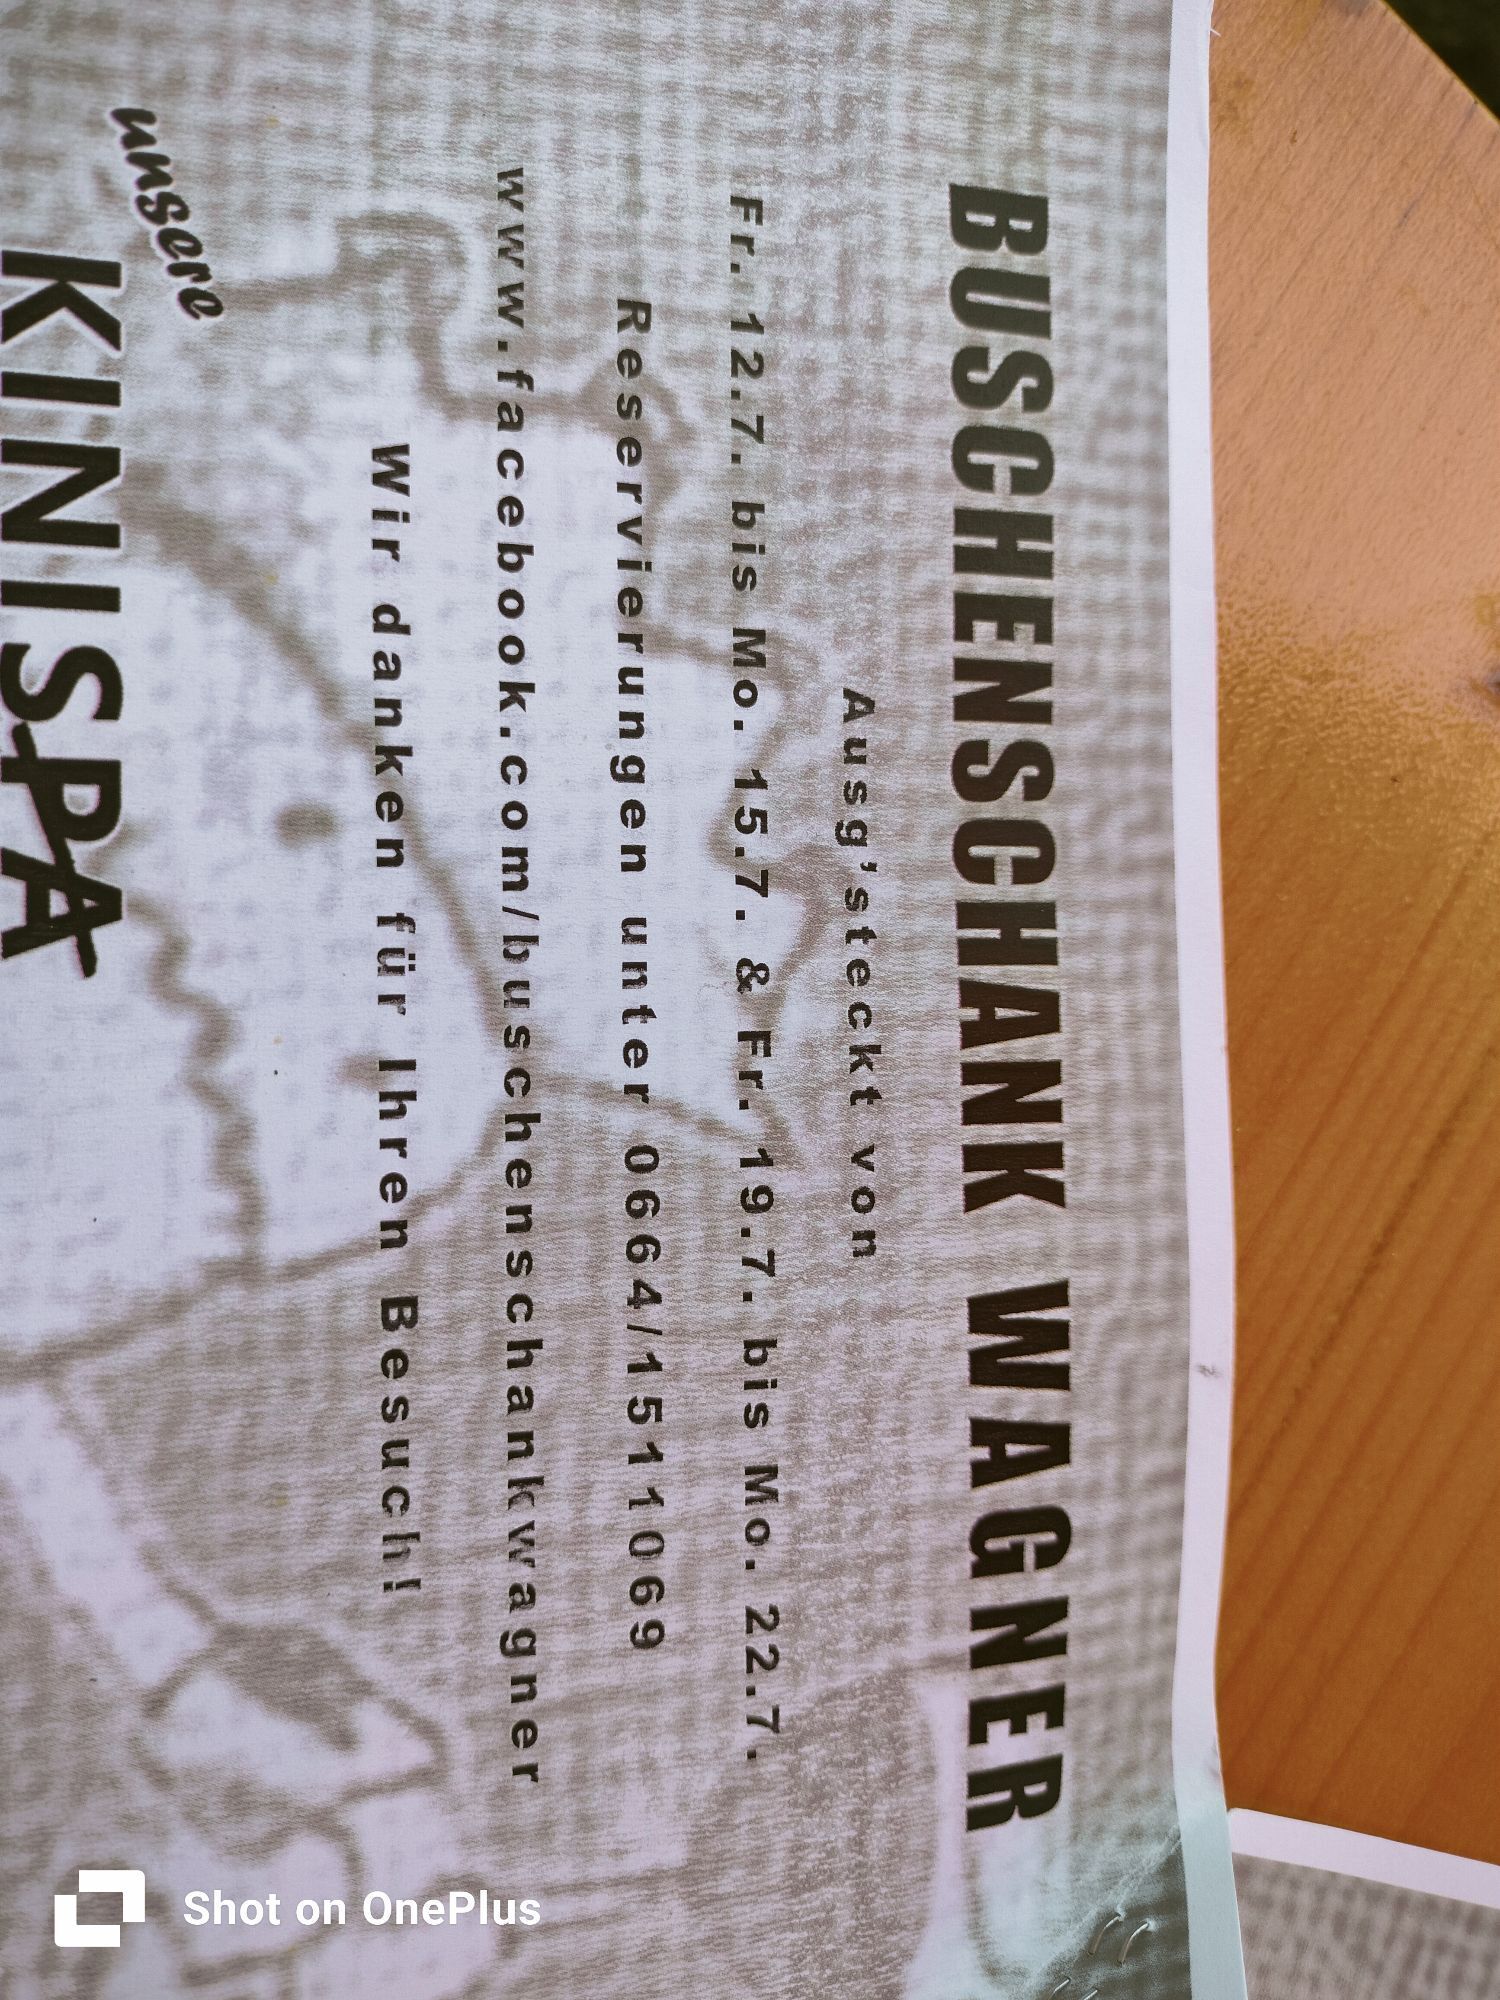 BUSCHENSCHANK WAGNER
Ausg'steckt von
Fr. 12.7. bis Mo. 15.7. & Fr. 19.7. bis Mo. 22.7.
Reservierungen unter 0664/1511069
www.facebook.com/buschenschankwagner
Wir danken für Ihren Besuch!
unsere
KINISPA
Shot on OnePlus